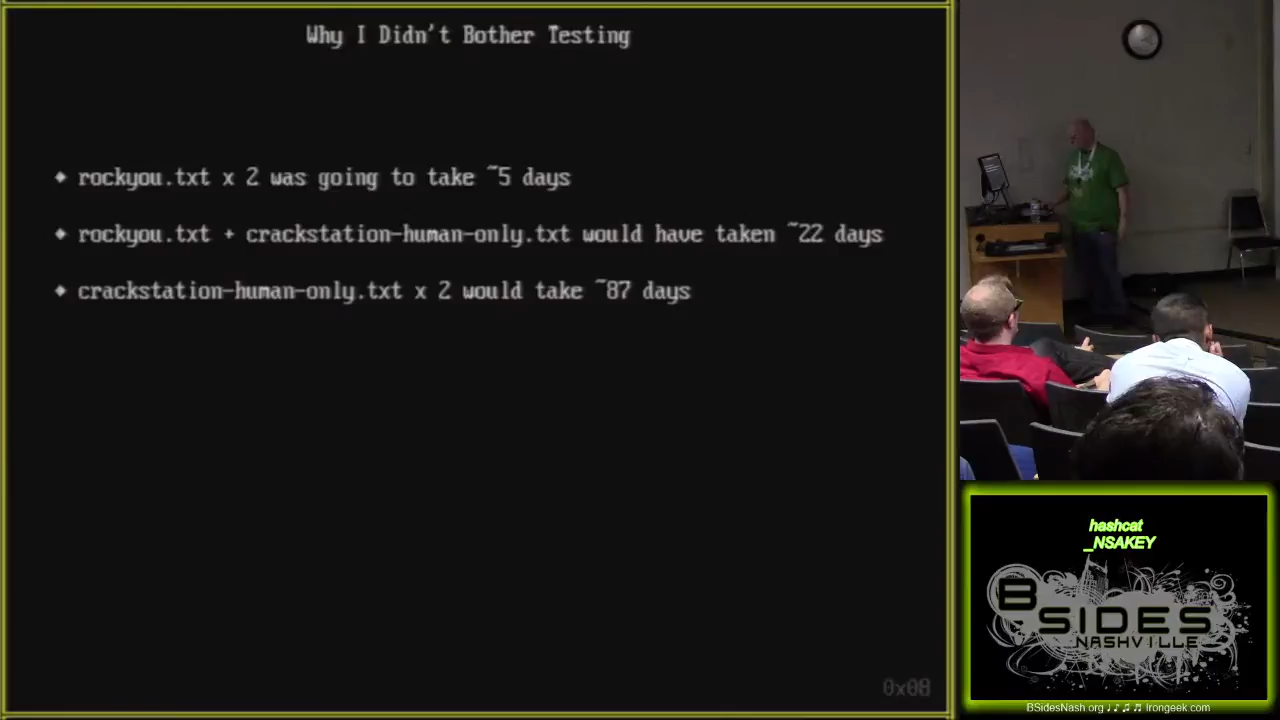 Why I Didn't Bother Testing
◆ rockyou.txt x 2 was going to take ~5 days
◆ rockyou.txt + crackstation-human-only.txt would have taken ~22 days
◆ crackstation-human-only.txt x 2 would take ~87 days
0x08
hashcat
_NSAKEY
BSIDES
NASHVILLE
BSidesNash.org ♩♪♫♬ Irongeek.com